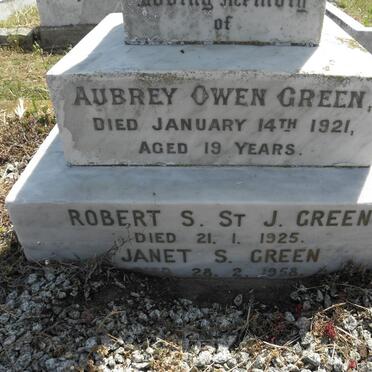 Loving Memory
of
AUBREY OWEN GREEN,
DIED JANUARY 14TH 1921,
AGED 19 YEARS.
ROBERT S. ST J. GREEN
DIED 21. 1. 1925.
JANET S. GREEN
28. 2. 1958.